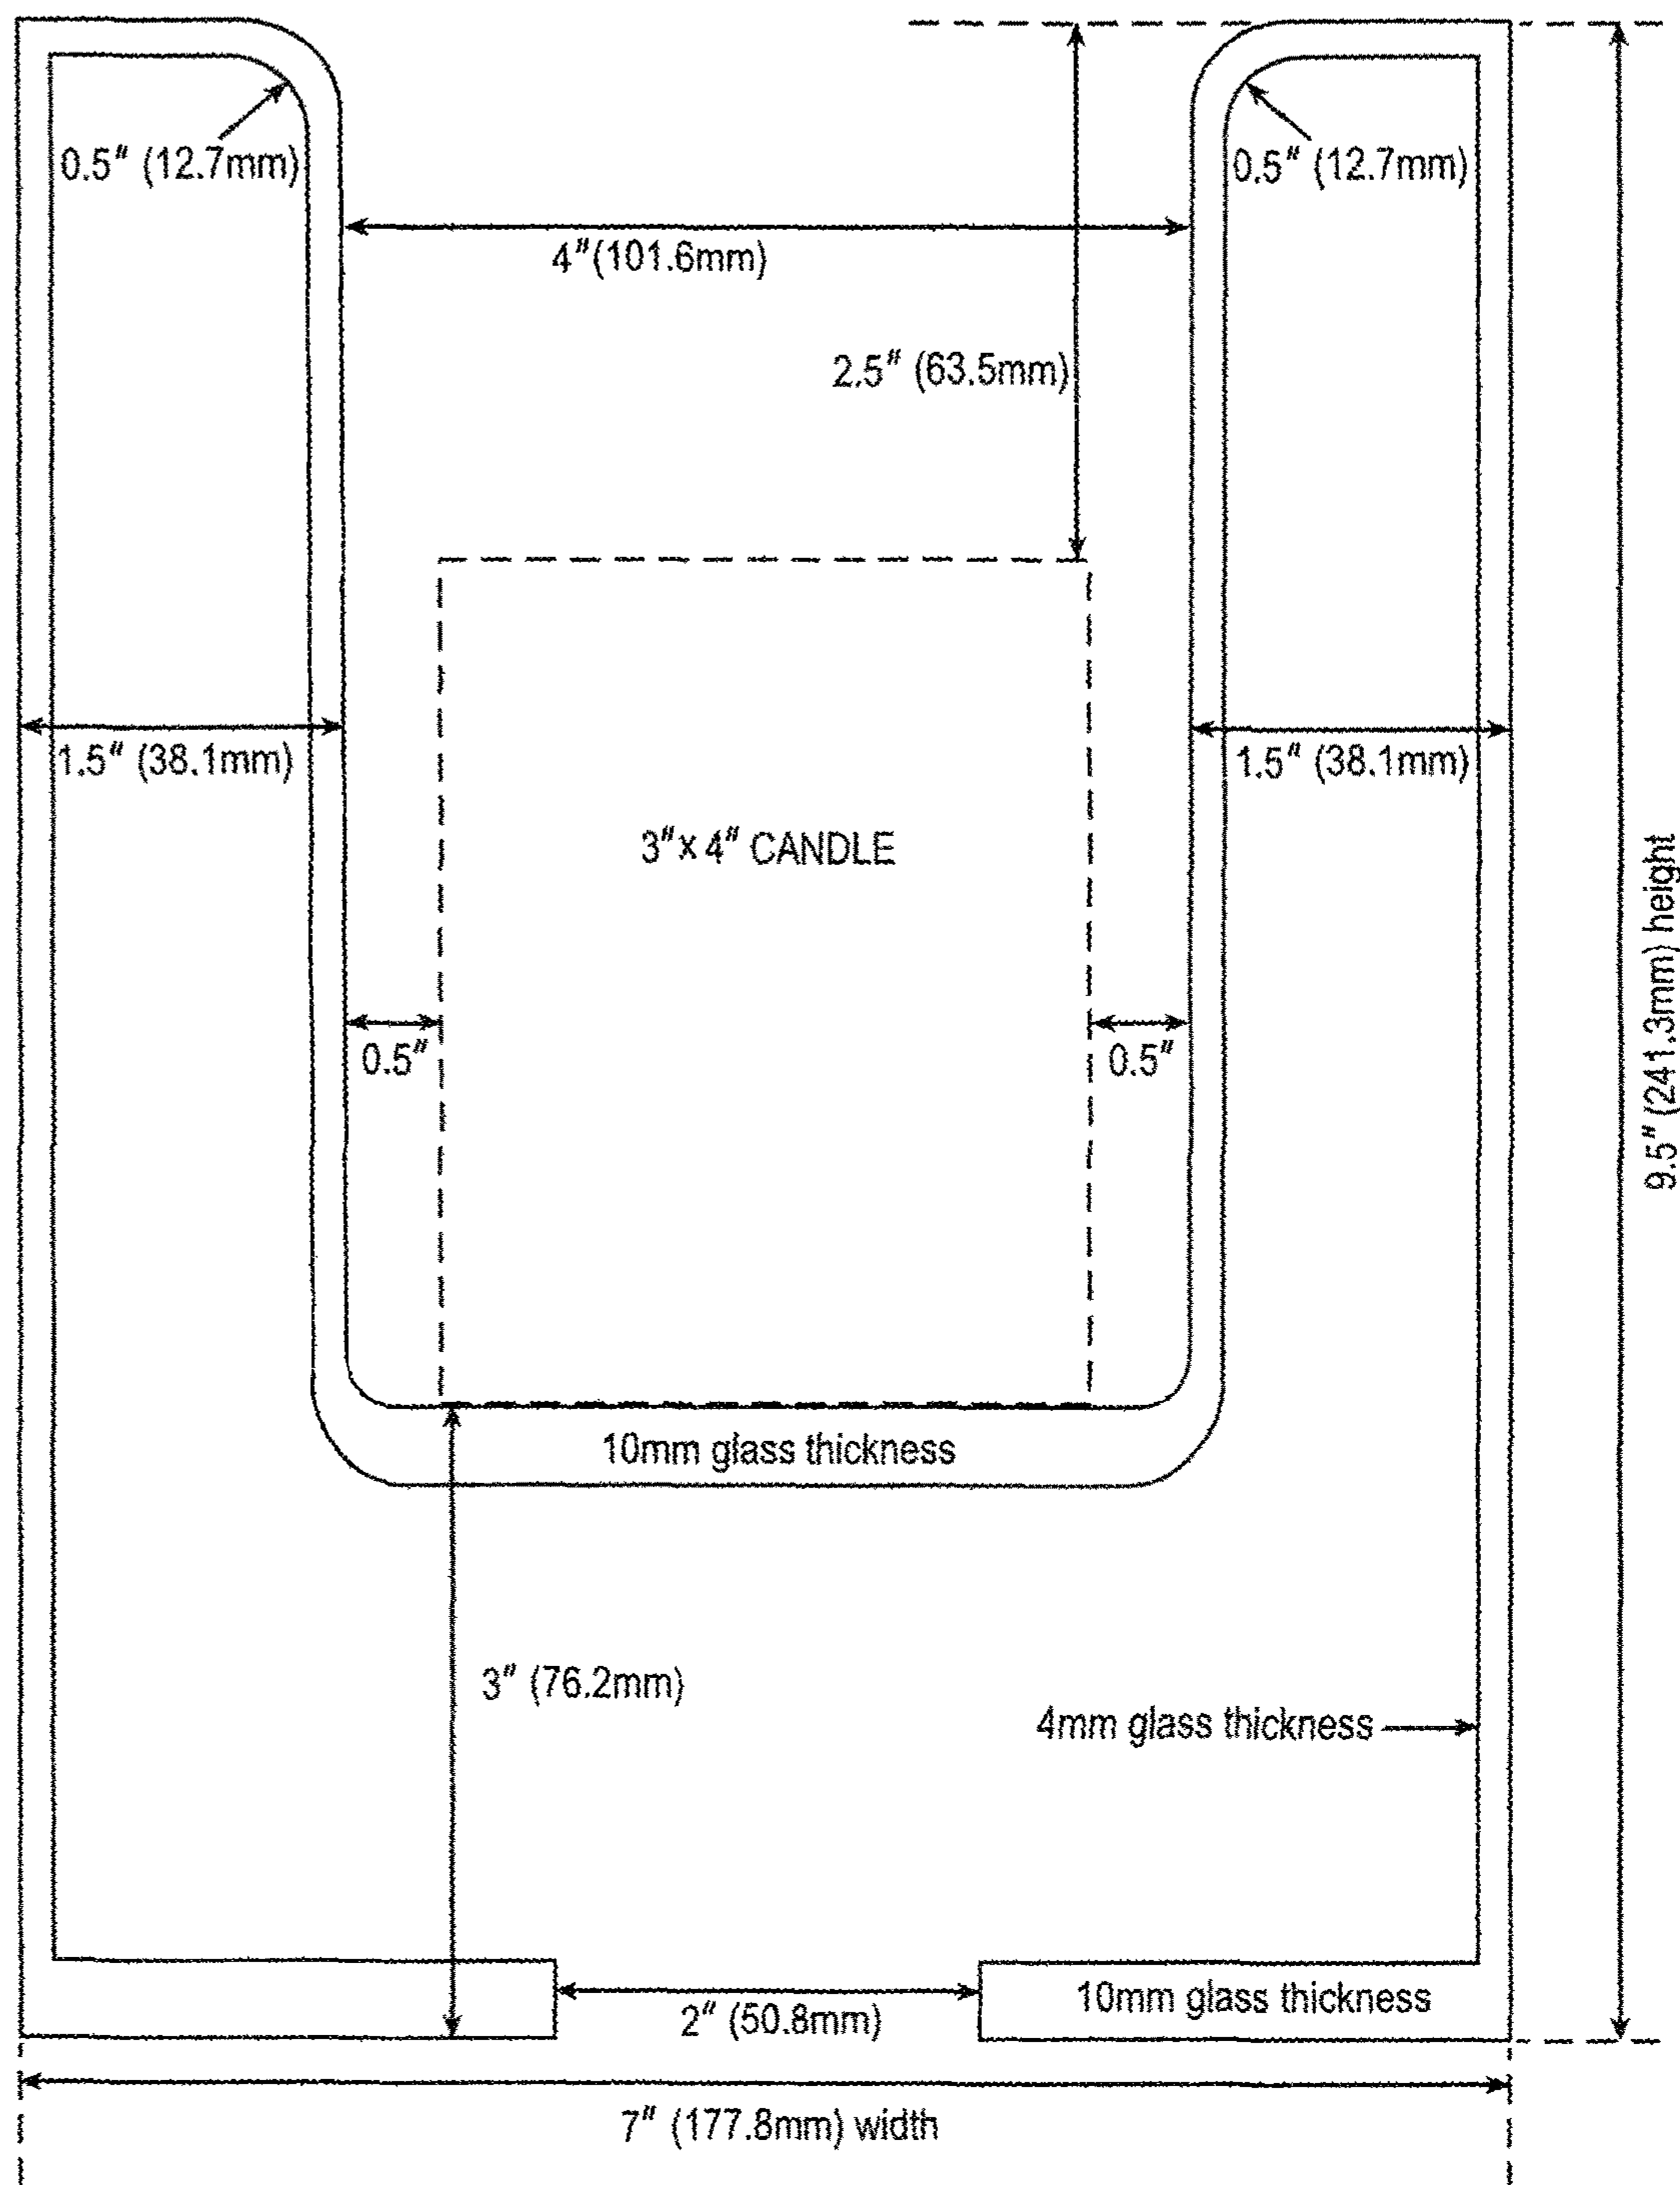 0.5" (12.7mm)
0.5" (12.7mm)
4"(101.6mm)
2.5" (63.5mm)
1.5" (38.1mm)
1.5" (38.1mm)
3"x 4" CANDLE
9.5" (241.3mm) height
0.5"
0.5"
10mm glass thickness
3" (76.2mm)
4mm glass thickness
10mm glass thickness
2" (50.8mm)
7" (177.8mm) width